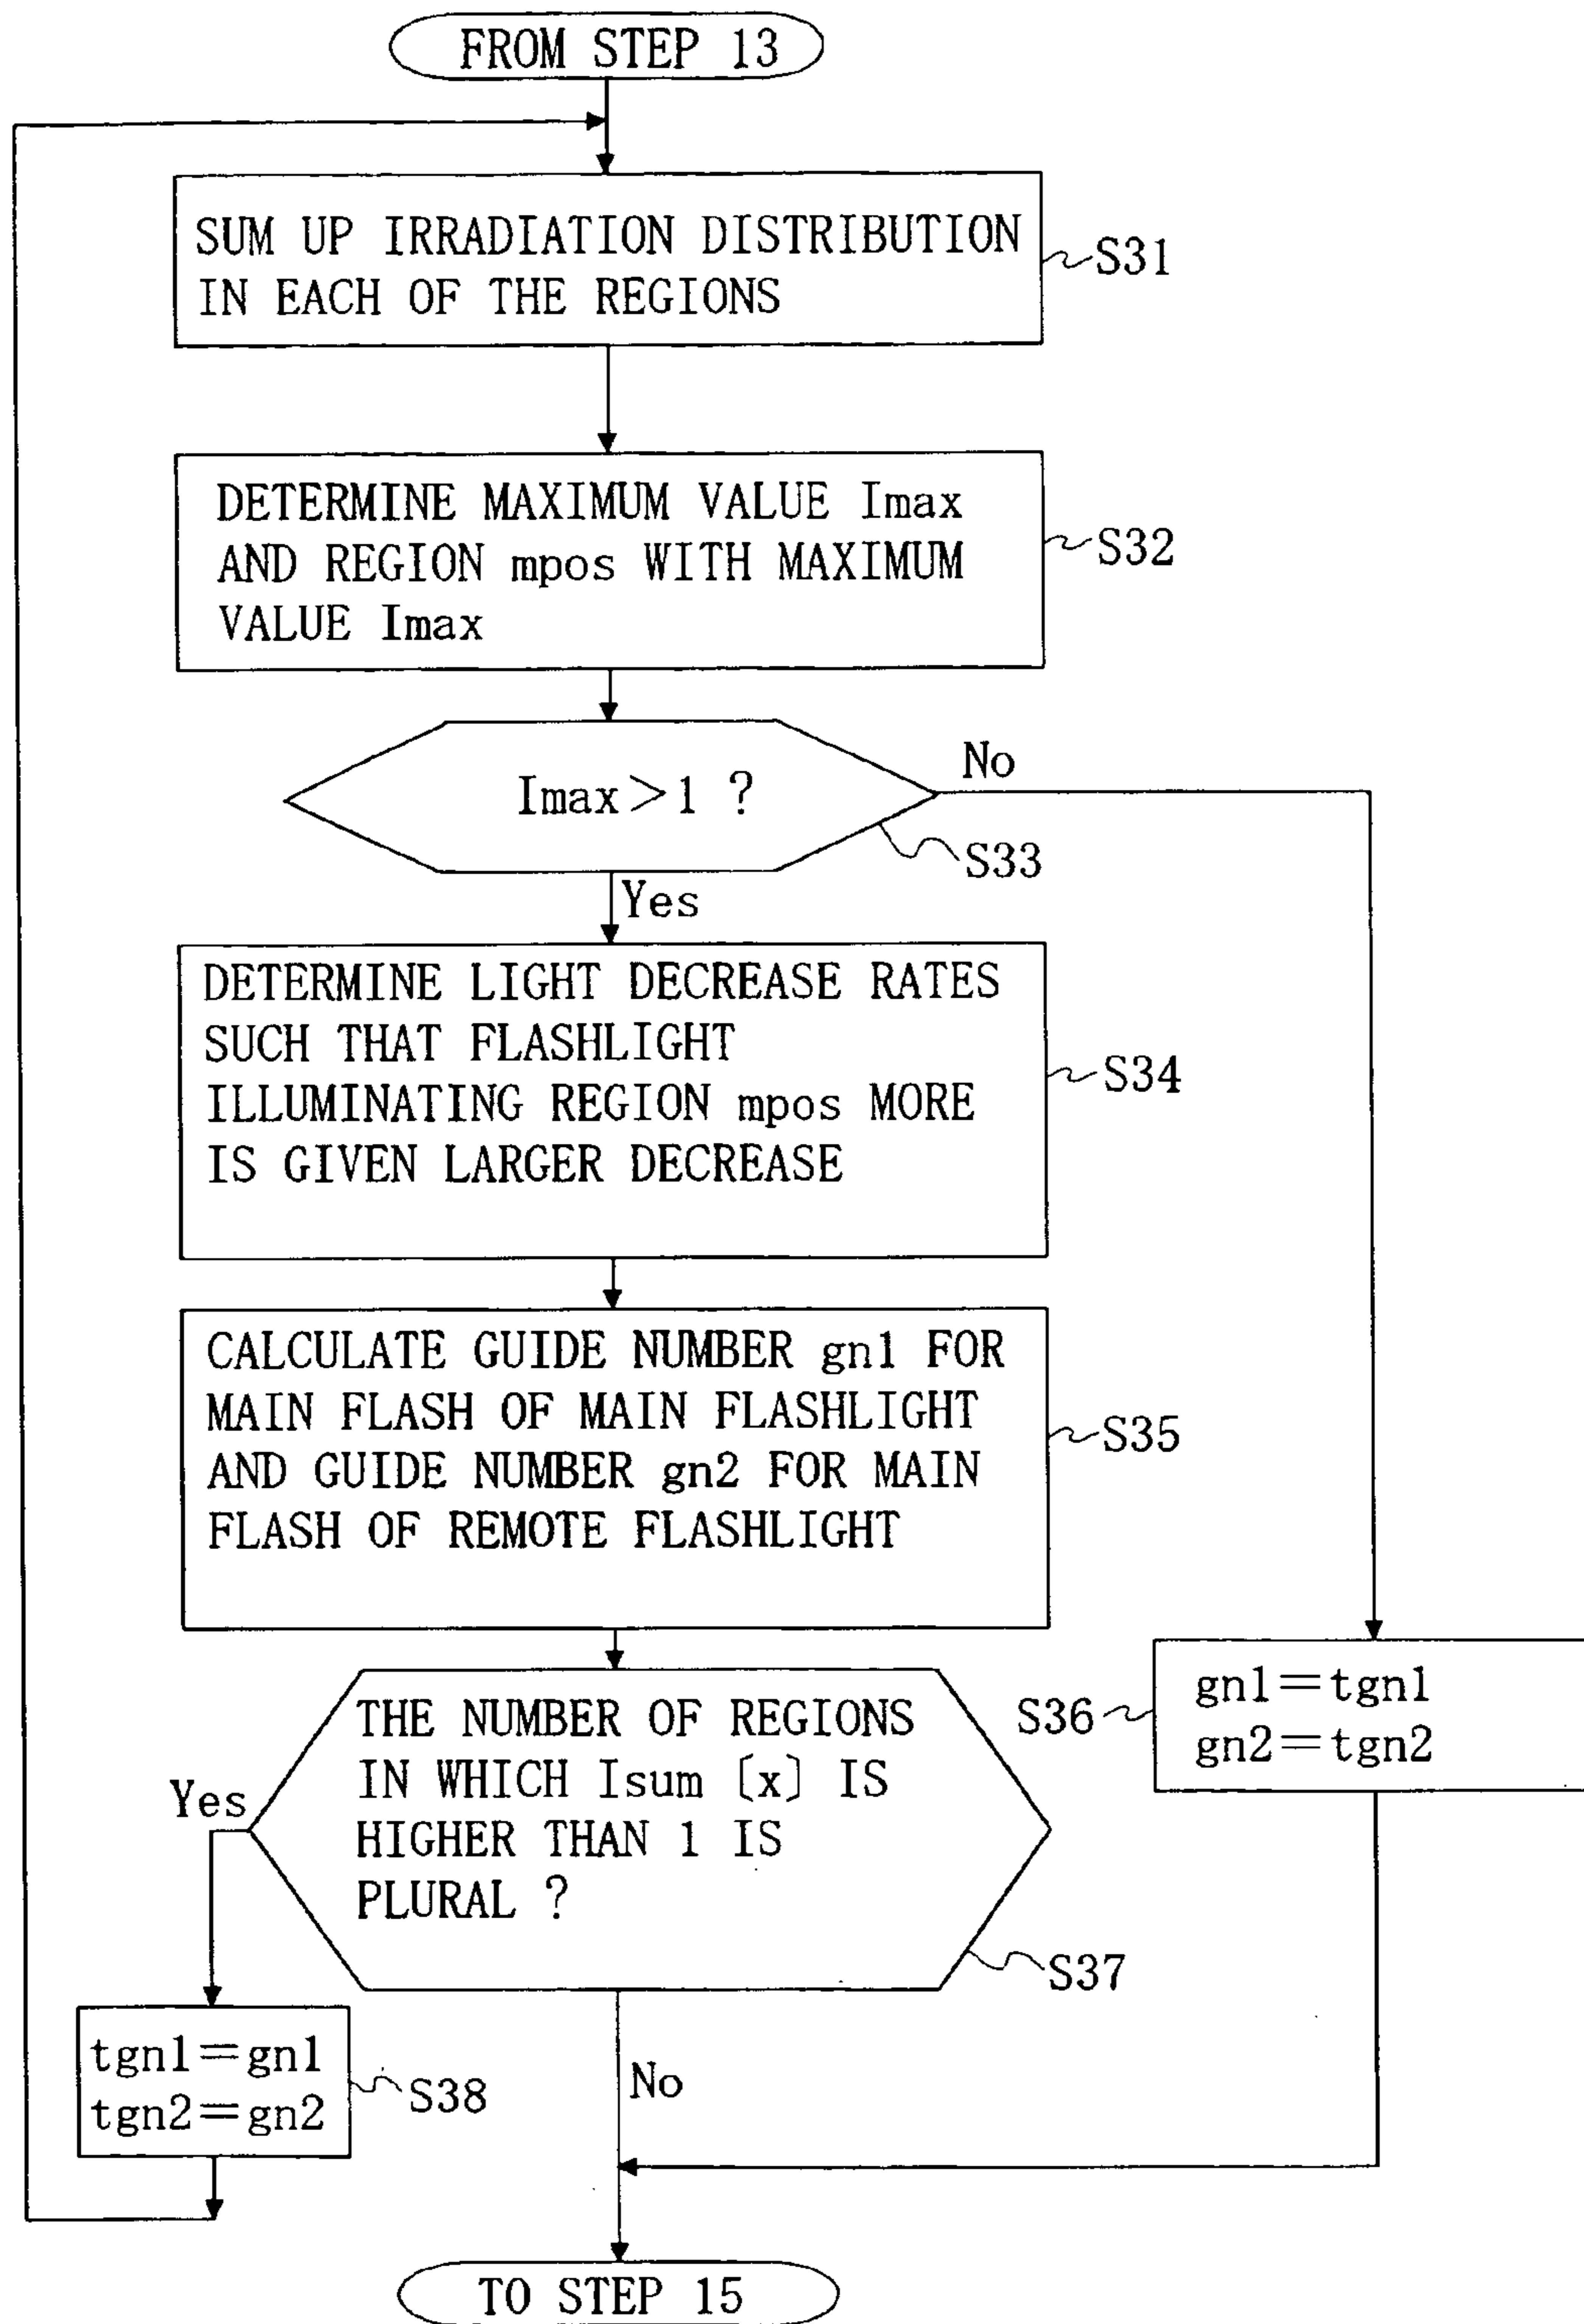 FROM STEP 13
SUM UP IRRADIATION DISTRIBUTION
IN EACH OF THE REGIONS
S31
DETERMINE MAXIMUM VALUE Imax
AND REGION mpos WITH MAXIMUM
VALUE Imax
S32
Imax>1 ?
No
S33
Yes
DETERMINE LIGHT DECREASE RATES
SUCH THAT FLASHLIGHT
ILLUMINATING REGION mpos MORE
IS GIVEN LARGER DECREASE
S34
CALCULATE GUIDE NUMBER gn1 FOR
MAIN FLASH OF MAIN FLASHLIGHT
AND GUIDE NUMBER gn2 FOR MAIN
FLASH OF REMOTE FLASHLIGHT
S35
S36
gn1=tgn1
gn2=tgn2
THE NUMBER OF REGIONS
IN WHICH Isum [x] IS
HIGHER THAN 1 IS
PLURAL ?
Yes
S37
tgn1=gn1
tgn2=gn2
S38
No
TO STEP 15